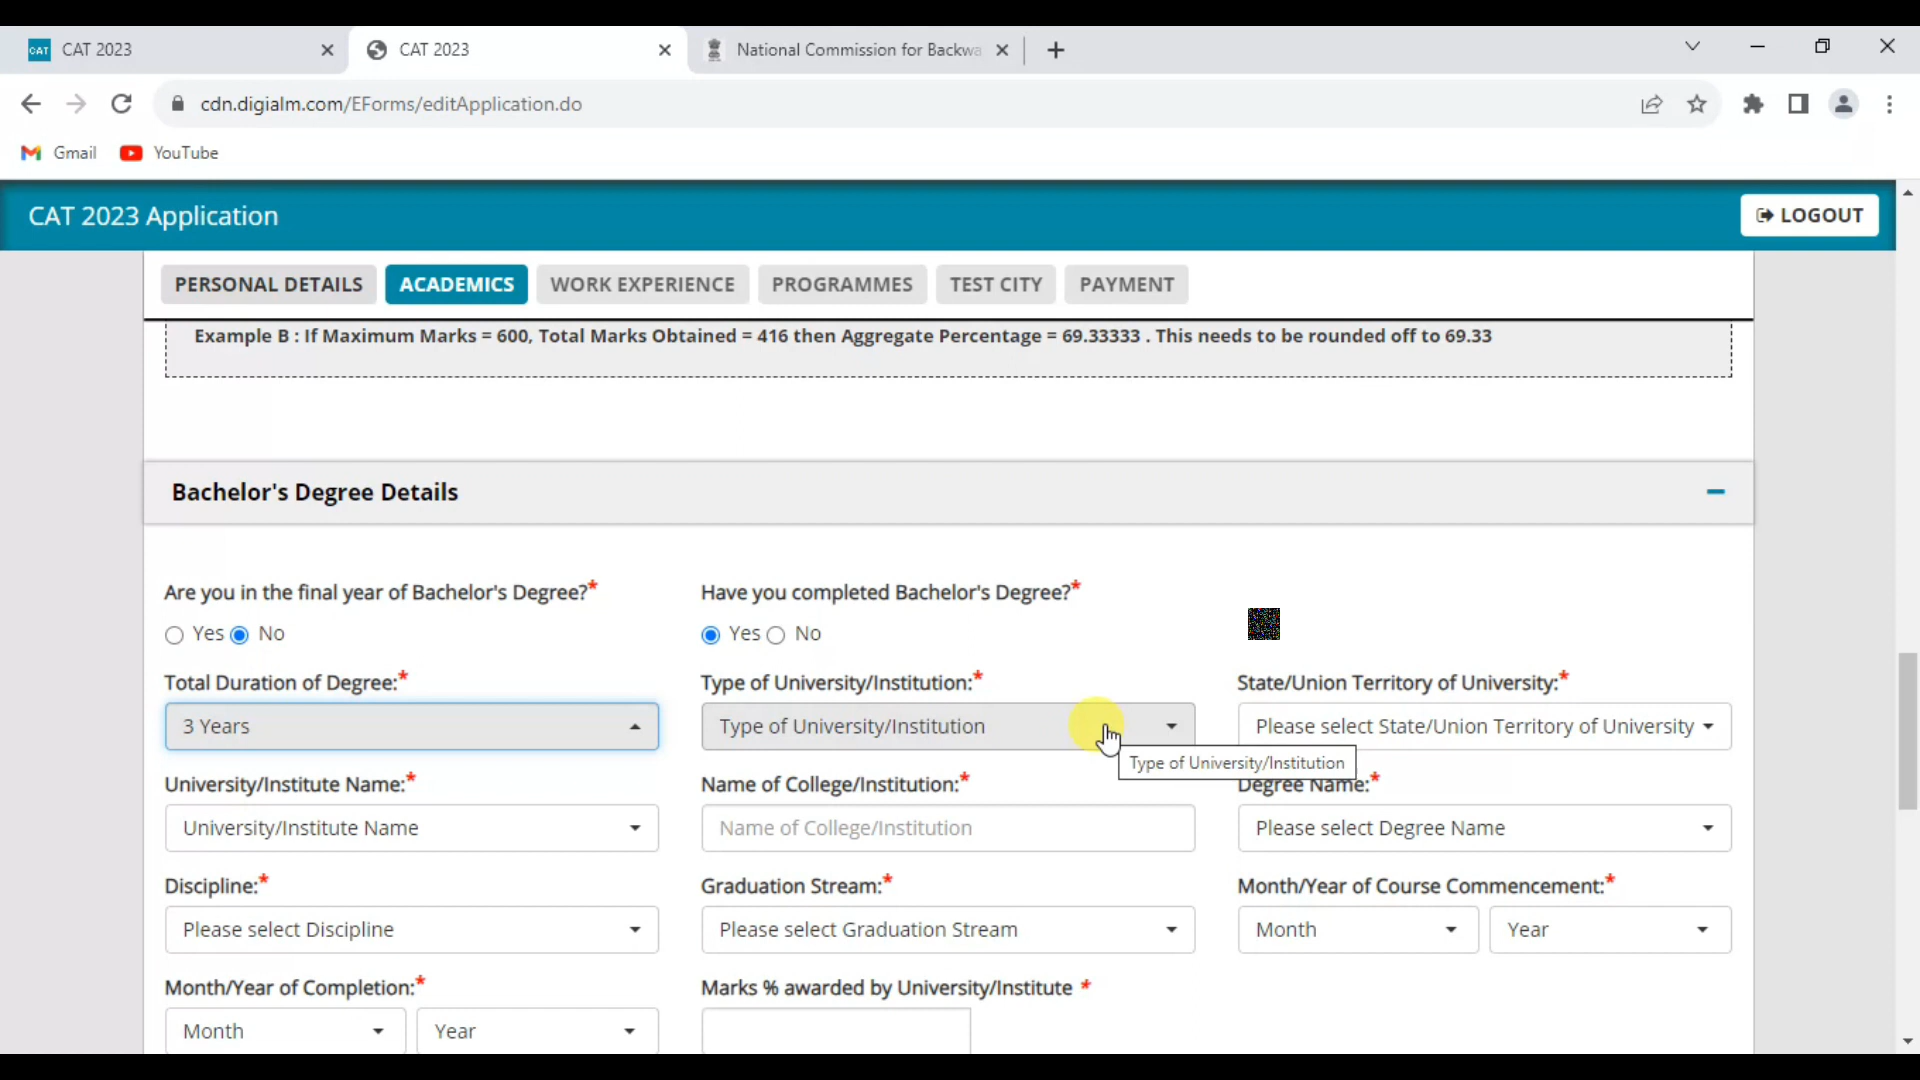 CAT CAT 2023
CAT 2023
National Commission for Backwa
cdn.digialm.com/EForms/editApplication.do
Gmail
YouTube
CAT 2023 Application
LOGOUT
PERSONAL DETAILS
ACADEMICS
WORK EXPERIENCE
PROGRAMMES
TEST CITY
PAYMENT
Example B : If Maximum Marks = 600, Total Marks Obtained = 416 then Aggregate Percentage = 69.33333 . This needs to be rounded off to 69.33
Bachelor's Degree Details
Are you in the final year of Bachelor's Degree?*
Have you completed Bachelor's Degree?*
Yes No
Yes No
Total Duration of Degree:*
Type of University/Institution:*
State/Union Territory of University:*
3 Years
Type of University/Institution
Please select State/Union Territory of University
Type of University/Institution
University/Institute Name:*
Name of College/Institution:*
Degree Name:*
University/Institute Name
Name of College/Institution
Please select Degree Name
Discipline:*
Graduation Stream:*
Month/Year of Course Commencement:*
Please select Discipline
Please select Graduation Stream
Month
Year
Month/Year of Completion:*
Marks % awarded by University/Institute *
Month
Year